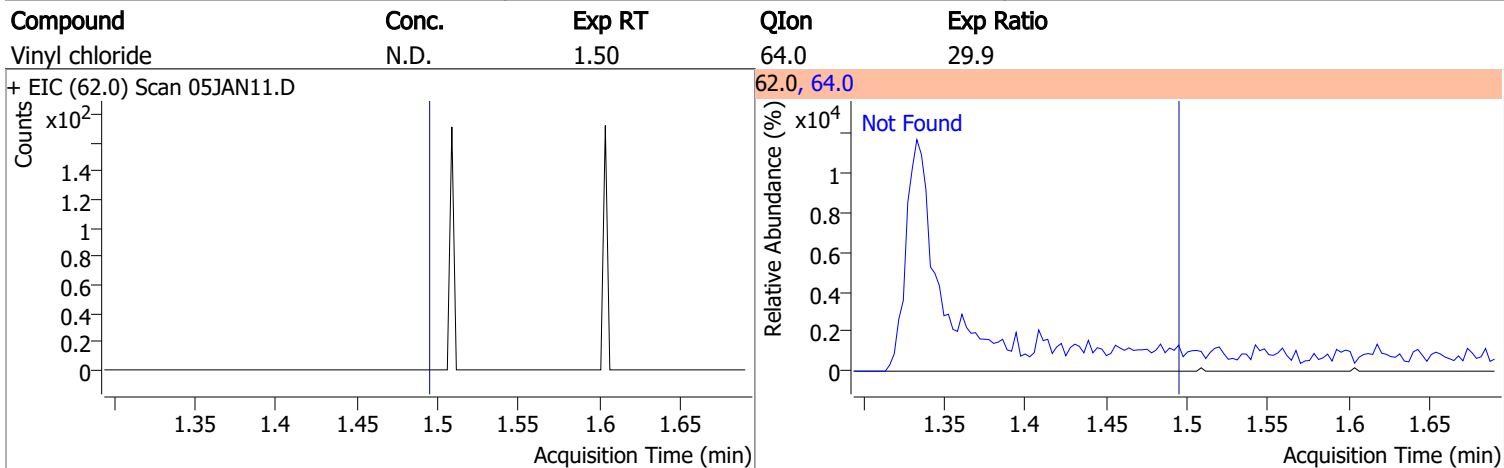 Compound Conc. Exp RT QIon Exp Ratio
Vinyl chloride N.D. 1.50 64.0 29.9
+ EIC (62.0) Scan 05JAN11.D
Counts
x10²
1.4
1.2
1
0.8
0.6
0.4
0.2
0
1.35 1.4 1.45 1.5 1.55 1.6 1.65
Acquisition Time (min)
62.0, 64.0
Relative Abundance (%)
x10⁴
Not Found
1
0.8
0.6
0.4
0.2
0
1.35 1.4 1.45 1.5 1.55 1.6 1.65
Acquisition Time (min)